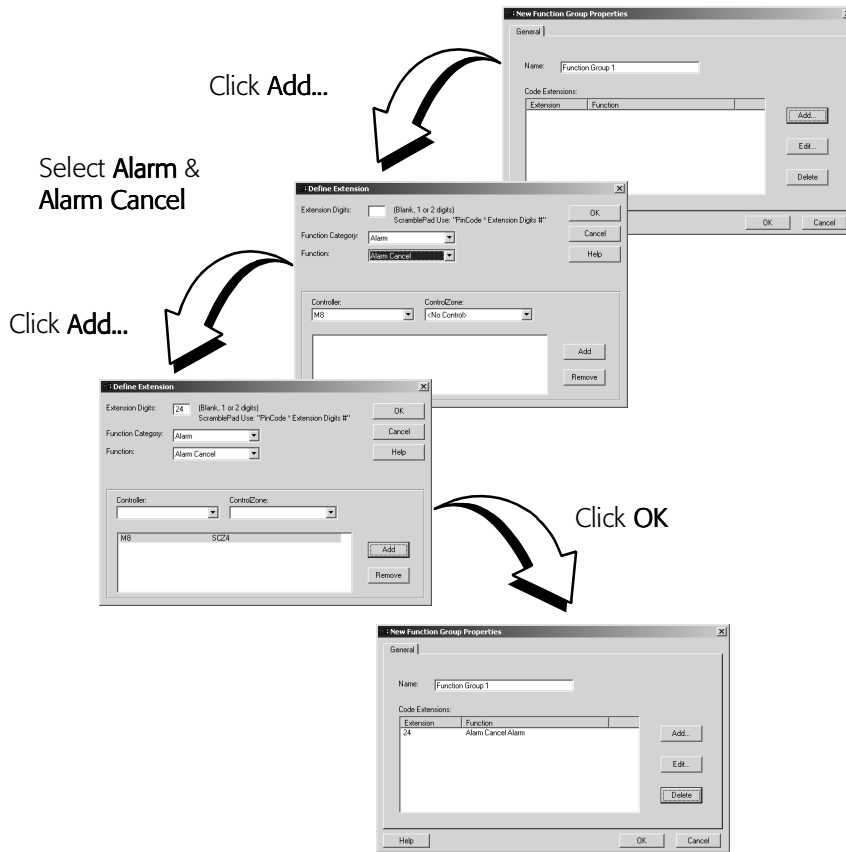 New Function Group Properties
General
Name: Function Group 1
Code Extensions:
Extension Function
Add...
Edit...
Delete
OK Cancel
Click Add...
Select Alarm &
Alarm Cancel
Define Extension
Extension Digits: (Blank, 1 or 2 digits)
ScramblePad Use: "PinCode * Extension Digits #"
OK
Function Category: Alarm
Cancel
Function: Alarm Cancel
Help
Controller: ControlZone:
M8 <No Control>
Add
Remove
Click Add...
Define Extension
Extension Digits: 24 (Blank, 1 or 2 digits)
ScramblePad Use: "PinCode * Extension Digits #"
OK
Function Category: Alarm
Cancel
Function: Alarm Cancel
Help
Controller: ControlZone:
M8 SCZ4
Add
Remove
Click OK
New Function Group Properties
General
Name: Function Group 1
Code Extensions:
Extension Function
24 Alarm Cancel Alarm
Add...
Edit...
Delete
Help OK Cancel